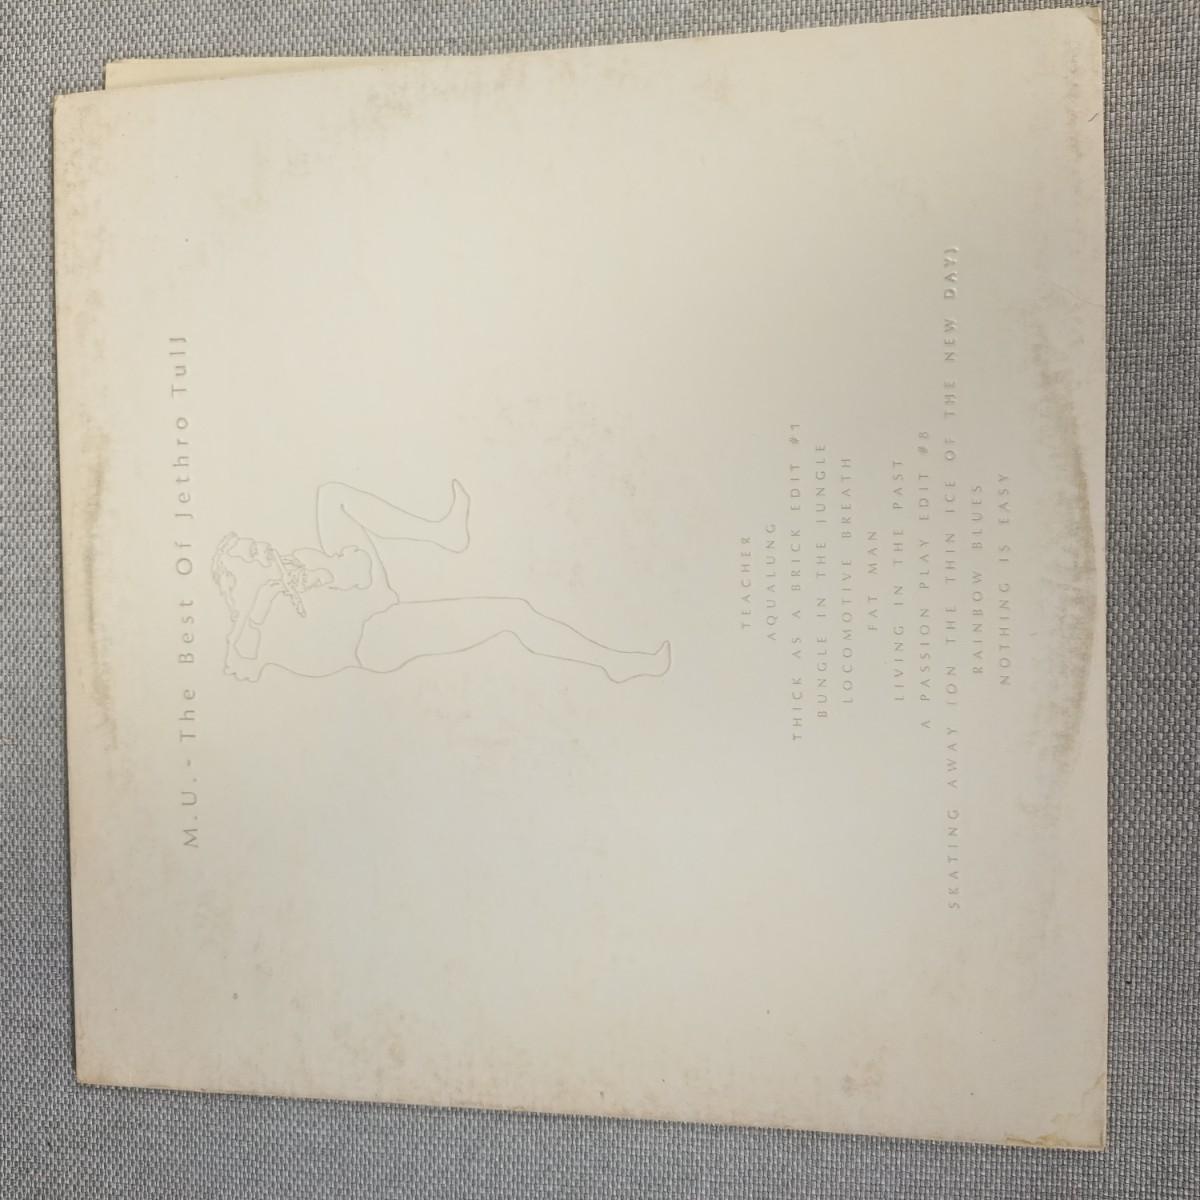 M.U. - The Best Of Jethro Tull
TEACHER
AQUALUNG
THICK AS A BRICK EDIT #1
BUNGLE IN THE JUNGLE
LOCOMOTIVE BREATH
FAT MAN
LIVING IN THE PAST
A PASSION PLAY EDIT #8
SKATING AWAY (ON THE THIN ICE OF THE NEW DAY)
RAINBOW BLUES
NOTHING IS EASY